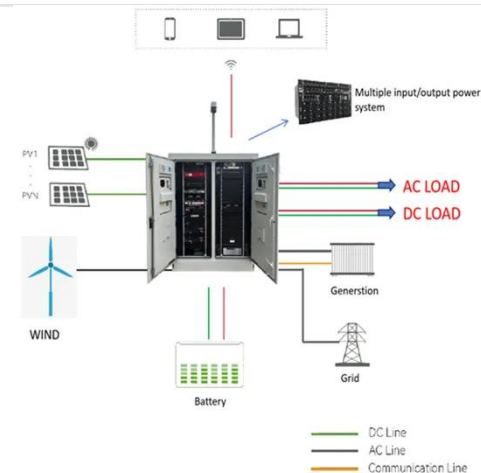 Multiple input/output power
system
PV1
PVN
AC LOAD
DC LOAD
Generstion
WIND
Grid
Battery
DC Line
AC Line
Communication Line